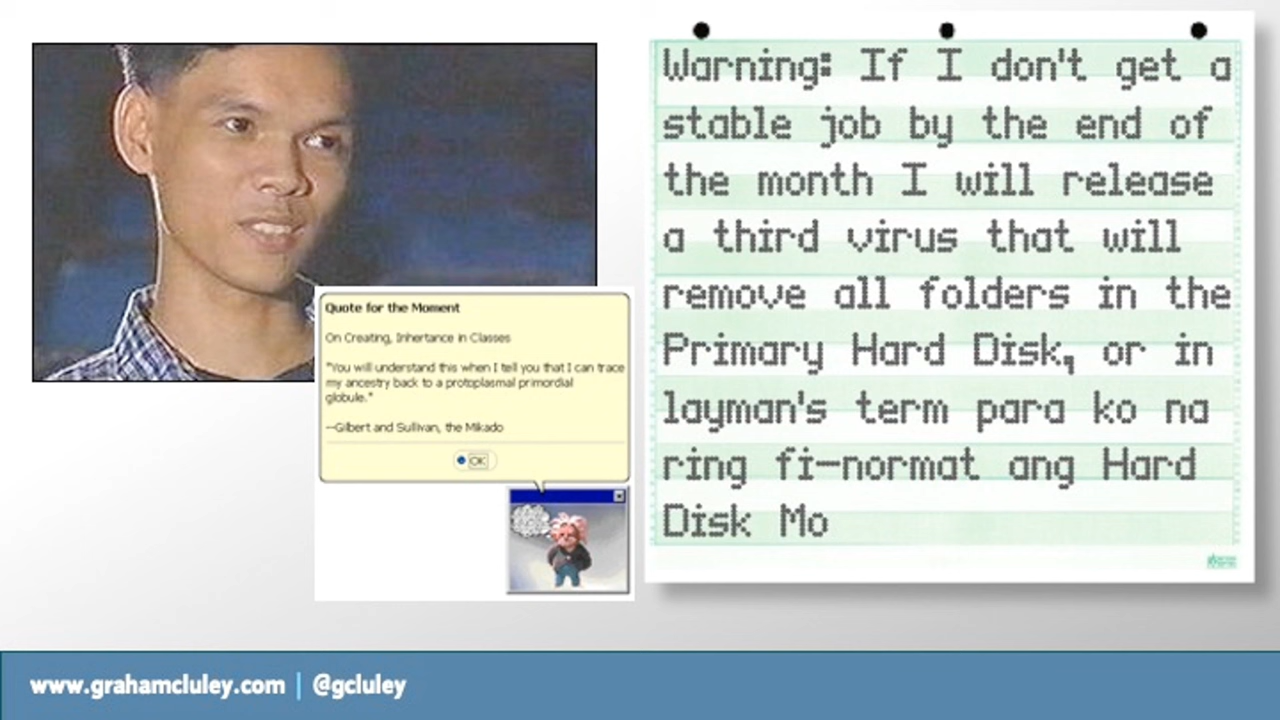 Warning: If I don't get a
stable job by the end of
the month I will release
a third virus that will
remove all folders in the
Primary Hard Disk, or in
layman's term para ko na
ring fi-normat ang Hard
Disk Mo
Quote for the Moment
On Creating, Inhertance in Classes
"You will understand this when I tell you that I can trace
my ancestry back to a protoplasmal primordial
globule."
--Gilbert and Sullivan, the Mikado
OK
www.grahamcluley.com | @gcluley